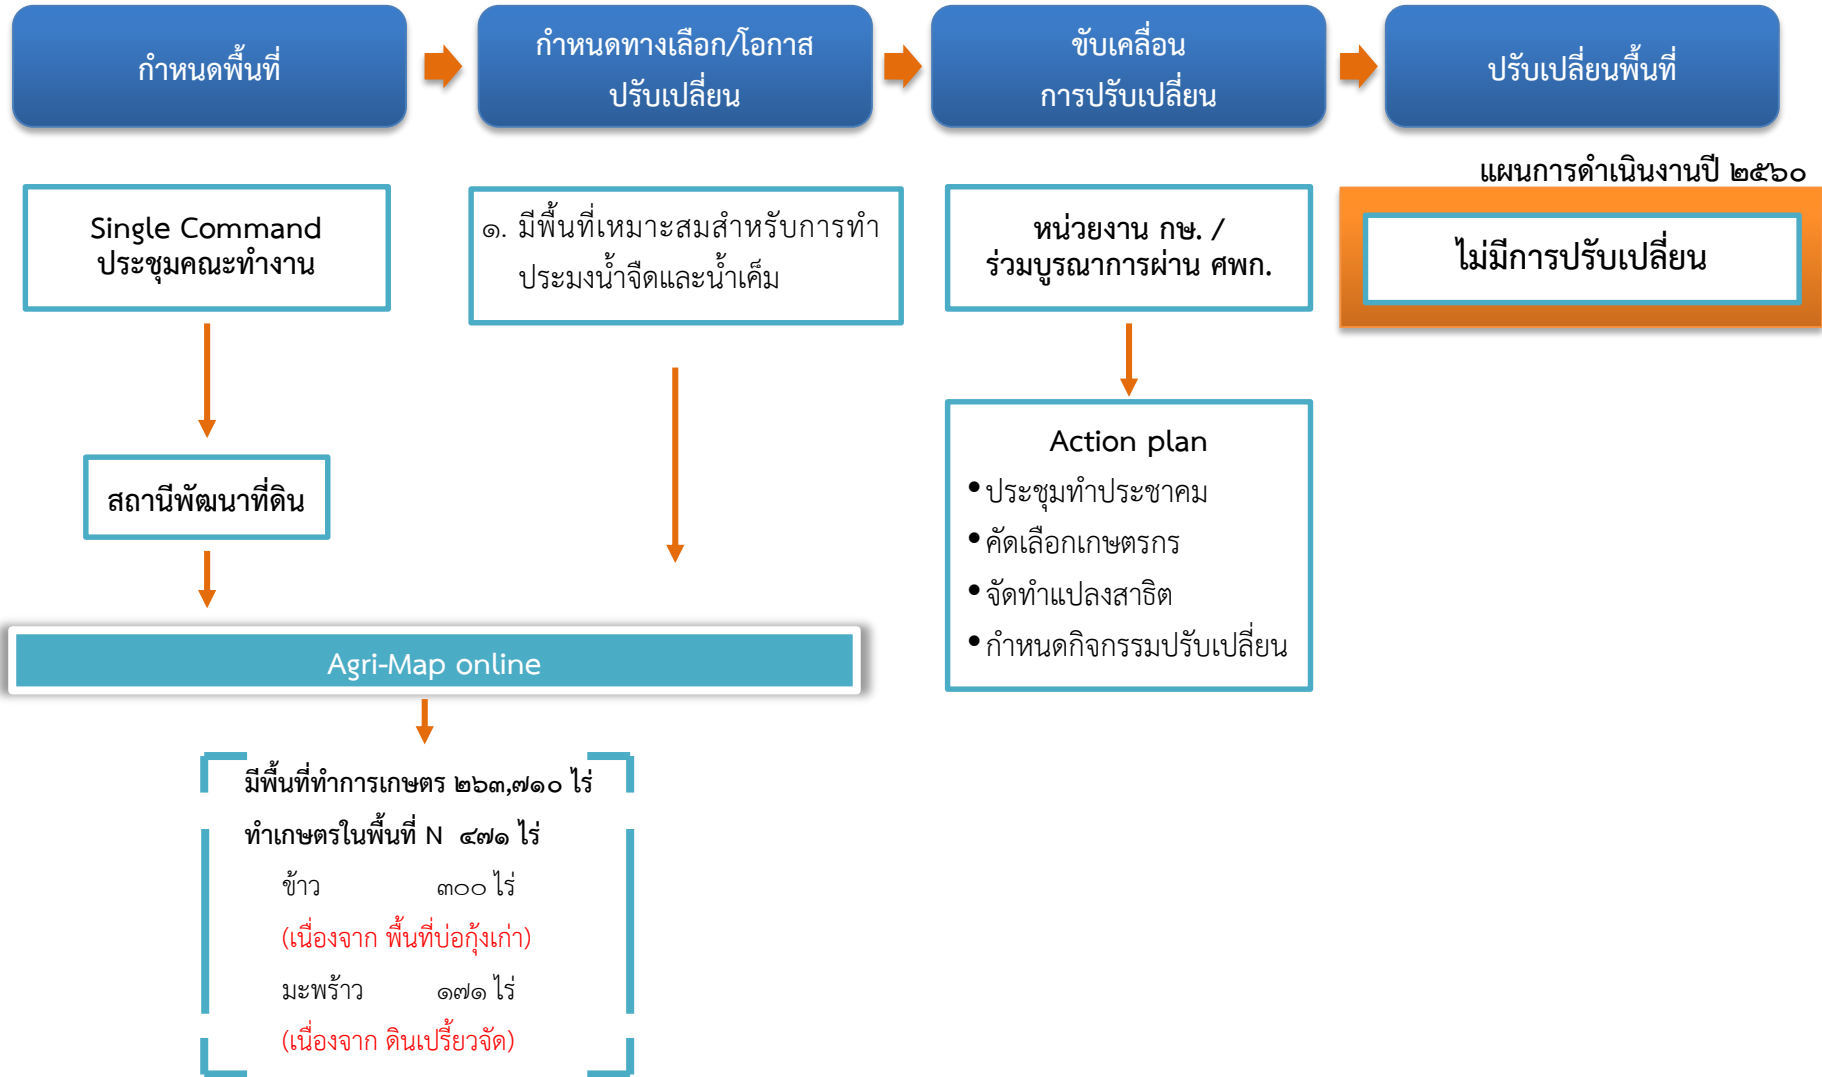 กำหนดพื้นที่
กำหนดทางเลือก/โอกาส
ปรับเปลี่ยน
ขับเคลื่อน
การปรับเปลี่ยน
ปรับเปลี่ยนพื้นที่
แผนการดำเนินงานปี ๒๕๖๐
Single Command
ประชุมคณะทำงาน
๑. มีพื้นที่เหมาะสมสำหรับการทำ
ประมงน้ำจืดและน้ำเค็ม
หน่วยงาน กษ. /
ร่วมบูรณาการผ่าน ศพก.
ไม่มีการปรับเปลี่ยน
สถานีพัฒนาที่ดิน
Action plan
•ประชุมทำประชาคม
•คัดเลือกเกษตรกร
•จัดทำแปลงสาธิต
•กำหนดกิจกรรมปรับเปลี่ยน
Agri-Map online
มีพื้นที่ทำการเกษตร ๒๖๓,๗๑๐ ไร่
ทำเกษตรในพื้นที่ N ๔๗๑ ไร่
ข้าว ๓๐๐ ไร่
(เนื่องจาก พื้นที่บ่อกุ้งเก่า)
มะพร้าว ๑๗๑ ไร่
(เนื่องจาก ดินเปรี้ยวจัด)